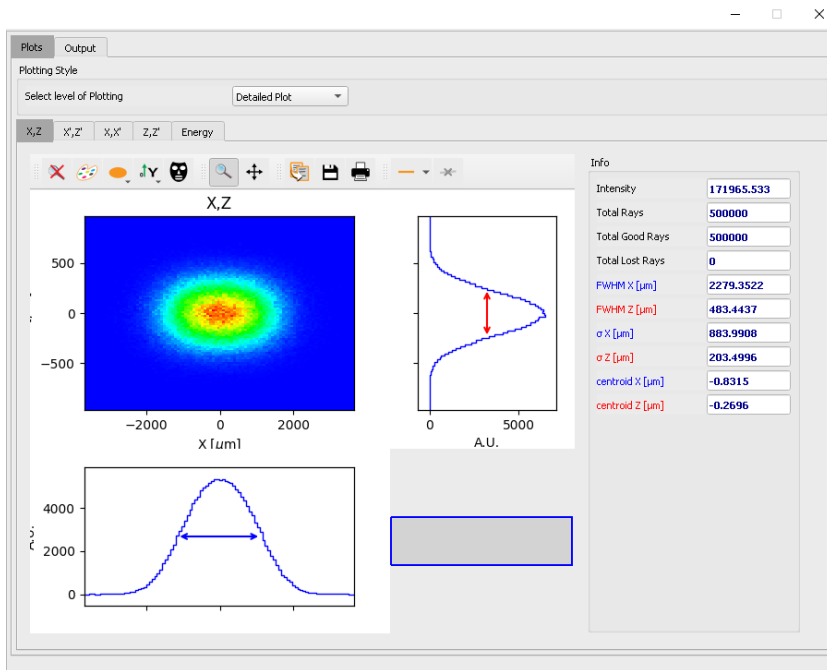 Plots
Output
Plotting Style
Select level of Plotting
Detailed Plot
X,Z
X',Z'
X,X'
Z,Z'
Energy
Info
X,Z
500
0
−500
−2000
0
2000
X [μm]
0
5000
A.U.
4000
2000
0
Intensity
171965.533
Total Rays
500000
Total Good Rays
500000
Total Lost Rays
0
FWHM X [μm]
2279.3522
FWHM Z [μm]
483.4437
σ X [μm]
883.9908
σ Z [μm]
203.4996
centroid X [μm]
-0.8315
centroid Z [μm]
-0.2696